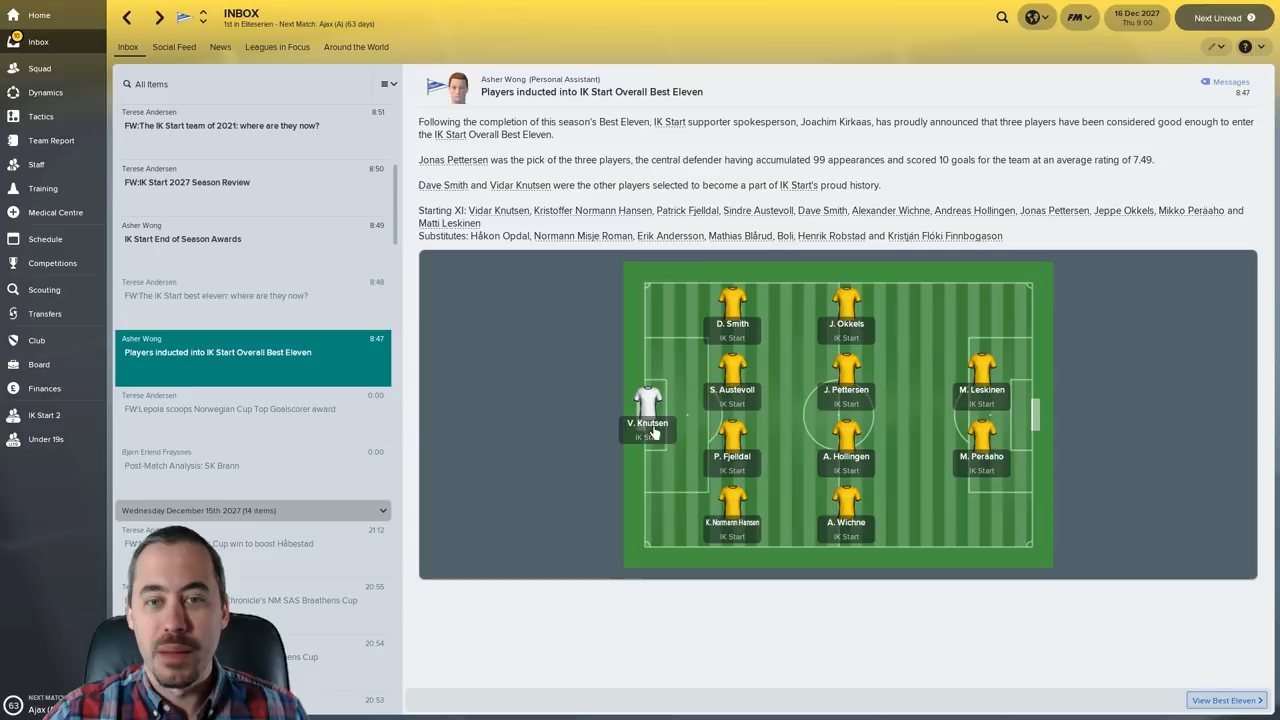 Home
Inbox
10
Squad
Dynamics
Tactics
Team Report
Staff
Training
Medical Centre
Schedule
Competitions
Scouting
Transfers
Club
Board
Finances
IK Start 2
Under 19s
63
NEXT MATCH
Ajax (A)
INBOX
1st in Eliteserien - Next Match: Ajax (A) (63 days)
FM
16 Dec 2027
Thu 9:00
Next Unread
Inbox
Social Feed
News
Leagues in Focus
Around the World
?
All Items
Terese Andersen 8:51
FW:The IK Start team of 2021: where are they now?
Terese Andersen 8:50
FW:IK Start 2027 Season Review
Asher Wong 8:49
IK Start End of Season Awards
Terese Andersen 8:48
FW:The IK Start best eleven: where are they now?
Asher Wong 8:47
Players inducted into IK Start Overall Best Eleven
Terese Andersen 0:00
FW:Lepola scoops Norwegian Cup Top Goalscorer award
Bjørn Erlend Frøysnes 0:00
Post-Match Analysis: SK Brann
Wednesday December 15th 2027 (14 items)
Terese 21:12
Cup win to boost Håbestad
20:55
Chronicle's NM SAS Braathens Cup
20:54
Cup
20:53
Asher Wong (Personal Assistant)
Players inducted into IK Start Overall Best Eleven
Messages
8:47
Following the completion of this season's Best Eleven, IK Start supporter spokesperson, Joachim Kirkaas, has proudly announced that three players have been considered good enough to enter
the IK Start Overall Best Eleven.
Jonas Pettersen was the pick of the three players, the central defender having accumulated 99 appearances and scored 10 goals for the team at an average rating of 7.49.
Dave Smith and Vidar Knutsen were the other players selected to become a part of IK Start's proud history.
Starting XI: Vidar Knutsen, Kristoffer Normann Hansen, Patrick Fjelldal, Sindre Austevoll, Dave Smith, Alexander Wichne, Andreas Hollingen, Jonas Pettersen, Jeppe Okkels, Mikko Peräaho and
Matti Leskinen
Substitutes: Håkon Opdal, Normann Misje Roman, Erik Andersson, Mathias Blårud, Boli, Henrik Robstad and Kristján Flóki Finnbogason
D. Smith
IK Start
J. Okkels
IK Start
S. Austevoll
IK Start
J. Pettersen
IK Start
M. Leskinen
IK Start
V. Knutsen
P. Fjelldal
IK Start
A. Hollingen
IK Start
M. Peräaho
IK Start
K. Normann Hansen
IK Start
A. Wichne
IK Start
View Best Eleven